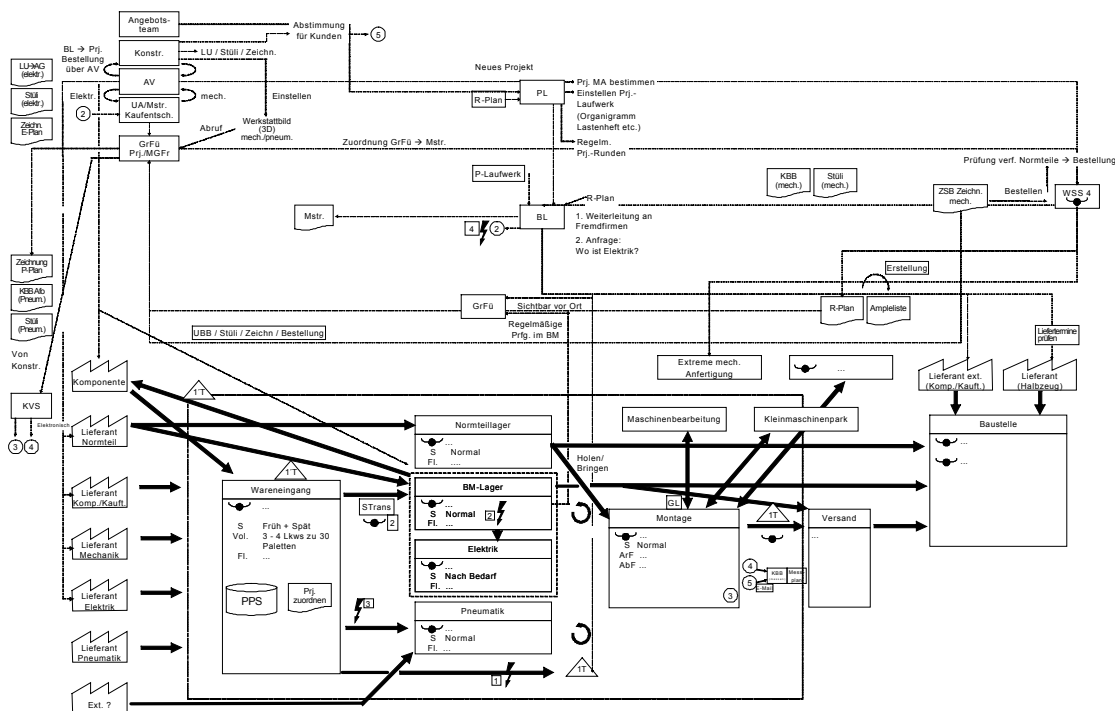 Angebots-
team
Abstimmung
für Kunden
5
Konstr.
LU / Stüli / Zeichn.
BL → Prj.
Bestellung
über AV
LU→AG
(elektr.)
AV
Neues Projekt
PL
Prj. MA bestimmen
Einstellen Prj.-
Laufwerk
(Organigramm
Lastenheft etc.)
Regelm.
Prj.-Runden
R-Plan
Stüli
(elektr.)
Elektr.
mech.
Einstellen
2
UA/Mstr.
Kaufentsch.
Zeichn.
E-Plan
Werkstattbild
(3D)
mech./pneum.
Abruf
GrFü
Prj/MGFr
Zuordnung GrFü → Mstr.
Prüfung verf. Normteile → Bestellung
P-Laufwerk
KBB
(mech.)
Stüli
(mech.)
ZSB Zeichn.
mech.
Bestellen
WSS 4
R-Plan
Mstr.
4
2
BL
1. Weiterleitung an
Fremdfirmen
2. Anfrage:
Wo ist Elektrik?
Zeichnung
P-Plan
KBB Afo
(Pneum.)
Stüli
(Pneum.)
Erstellung
GrFü
Sichtbar vor Ort
R-Plan
Ampleliste
Regelmäßige
Prfg. im BM
UBB / Stüli / Zeichn / Bestellung
Liefertermine
prüfen
Von
Konstr.
Komponente
1T
Extreme mech.
Anfertigung
...
Lieferant ext.
(Komp./Kauft.)
Lieferant
(Halbzeug)
KVS
Elektronisch
3
4
Lieferant
Normteil
Normteillager
...
S Normal
Fl. ....
Maschinenbearbeitung
Kleinmaschinenpark
Baustelle
...
...
Holen/
Bringen
1T
Wareneingang
...
S Früh + Spät
Vol. 3 - 4 Lkws zu 30
Paletten
Fl. ...
PPS
Prj.
zuordnen
Lieferant
Komp./Kauft.
STrans
2
BM-Lager
...
S Normal
Fl. ...
2
GL
Montage
...
S Normal
ArF ...
AbF ...
3
1T
Versand
...
Lieferant
Mechanik
Elektrik
...
S Nach Bedarf
Fl. ...
4
5
KBB
E-Mail
Lieferant
Elektrik
3
Pneumatik
...
S Normal
Fl. ...
Lieferant
Pneumatik
1
1T
Ext. ?